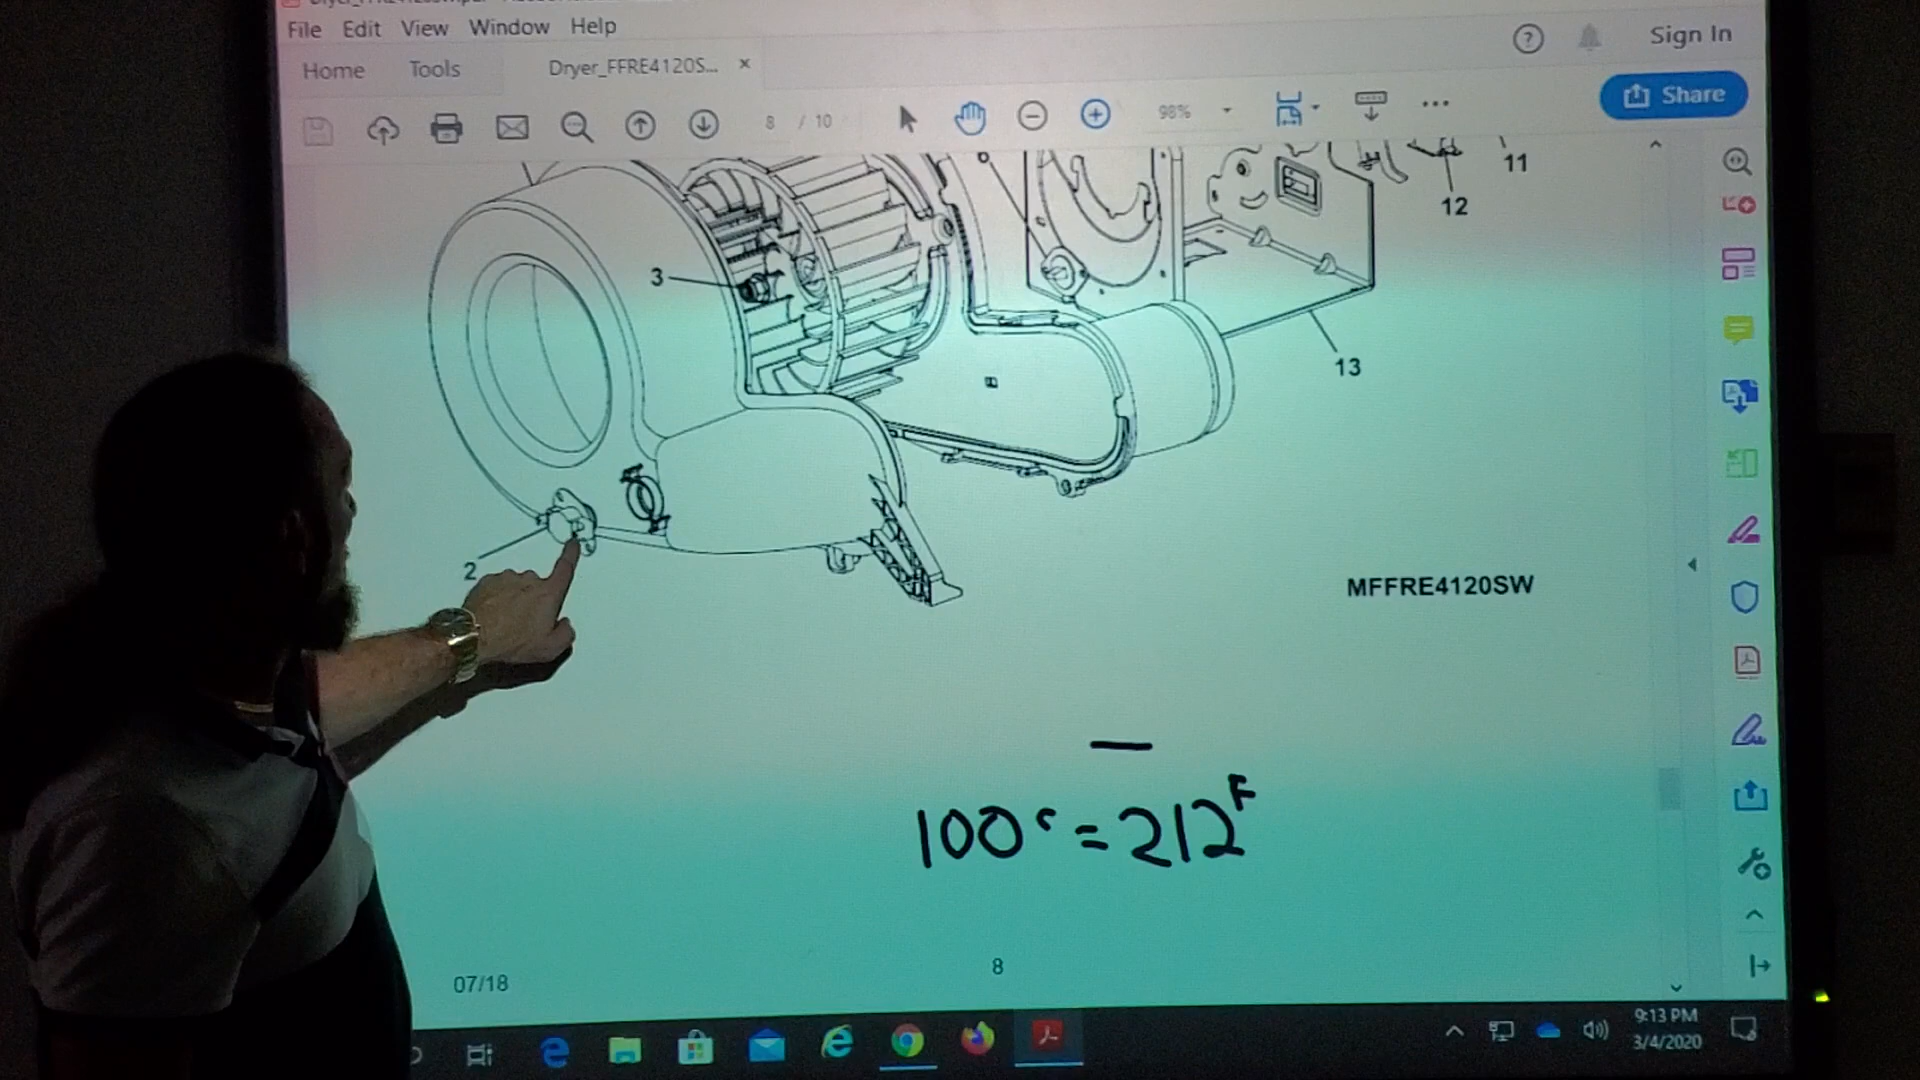 File Edit View Window Help
Sign In
Home Tools Dryer_FFRE4120S... ×
8 / 10 98% Share
11
12
3
13
2
MFFRE4120SW
100c = 212F
07/18 8
9:13 PM
3/4/2020